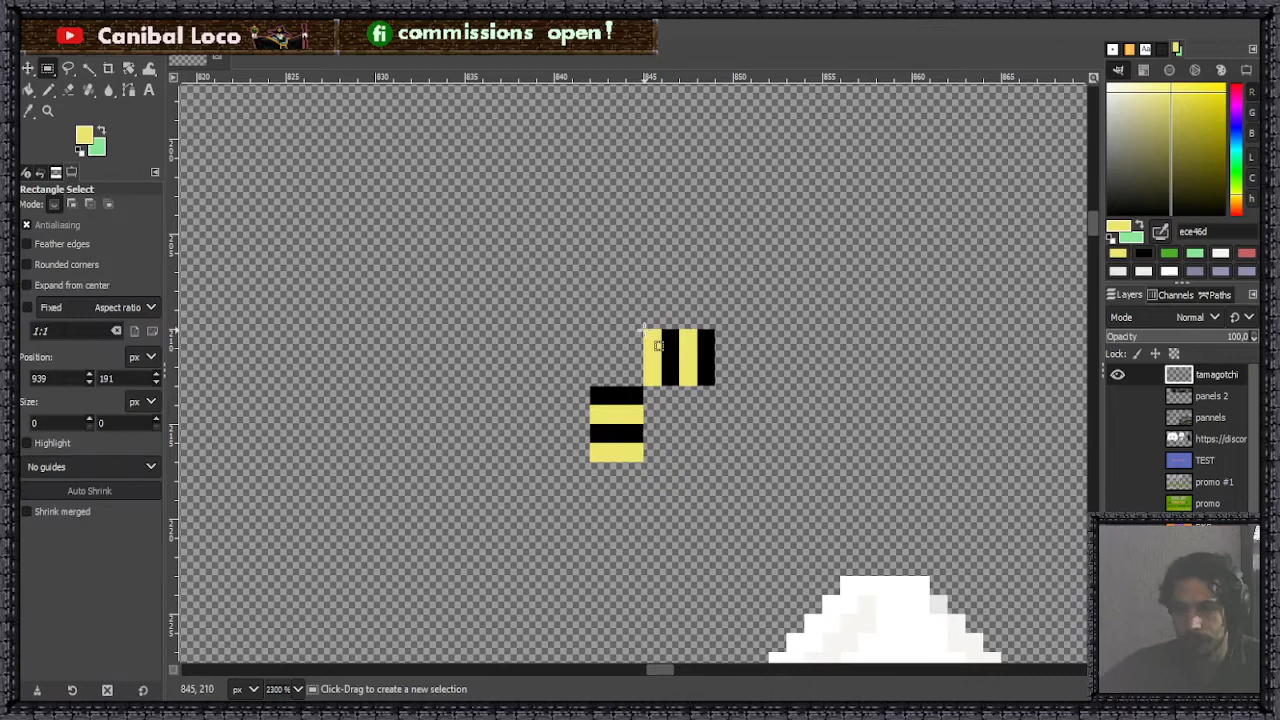 Canibal Loco
fi commissions open!
820 825 830 835 840 845 850 855 860 865
Rectangle Select
Mode:
Antialiasing
Feather edges
Rounded corners
Expand from center
Fixed Aspect ratio
1:1
Position:
px
939 191
Size:
px
0 0
Highlight
No guides
Auto Shrink
Shrink merged
845, 210 px 2300 % Click-Drag to create a new selection
Aa
R
G
B
L
C
h
ece46d
Layers Channels Paths
Mode Normal
Opacity 100,0
Lock:
tamagotchi
panels 2
pannels
https://discor
TEST
promo #1
promo